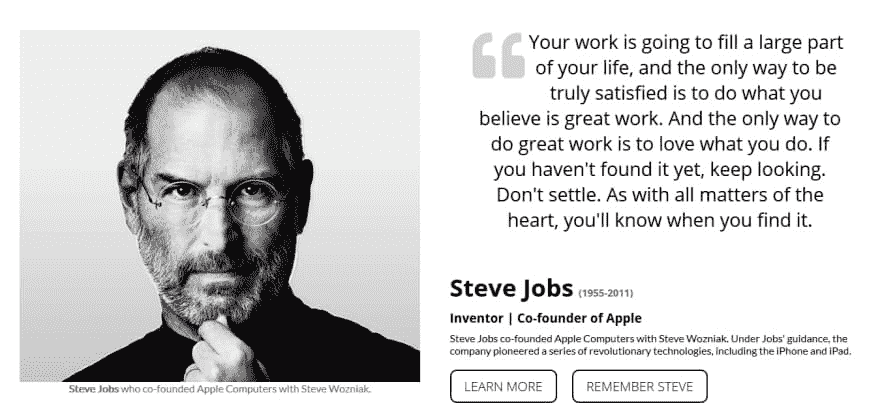 Steve Jobs who co-founded Apple Computers with Steve Wozniak.
“
Your work is going to fill a large part
of your life, and the only way to be
truly satisfied is to do what you
believe is great work. And the only way to
do great work is to love what you do. If
you haven't found it yet, keep looking.
Don't settle. As with all matters of the
heart, you'll know when you find it.
Steve Jobs (1955-2011)
Inventor | Co-founder of Apple
Steve Jobs co-founded Apple Computers with Steve Wozniak. Under Jobs' guidance, the
company pioneered a series of revolutionary technologies, including the iPhone and iPad.
LEARN MORE
REMEMBER STEVE